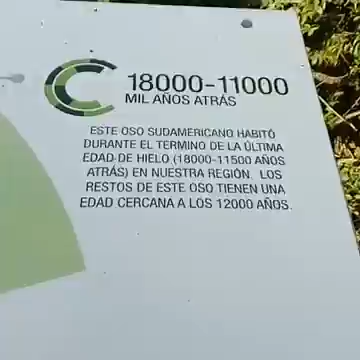 18000-11000
MIL AÑOS ATRÁS
ESTE OSO SUDAMERICANO HABITÓ
DURANTE EL TERMINO DE LA ÚLTIMA
EDAD DE HIELO (18000-11500 AÑOS
ATRÁS) EN NUESTRA REGIÓN. LOS
RESTOS DE ESTE OSO TIENEN UNA
EDAD CERCANA A LOS 12000 AÑOS.